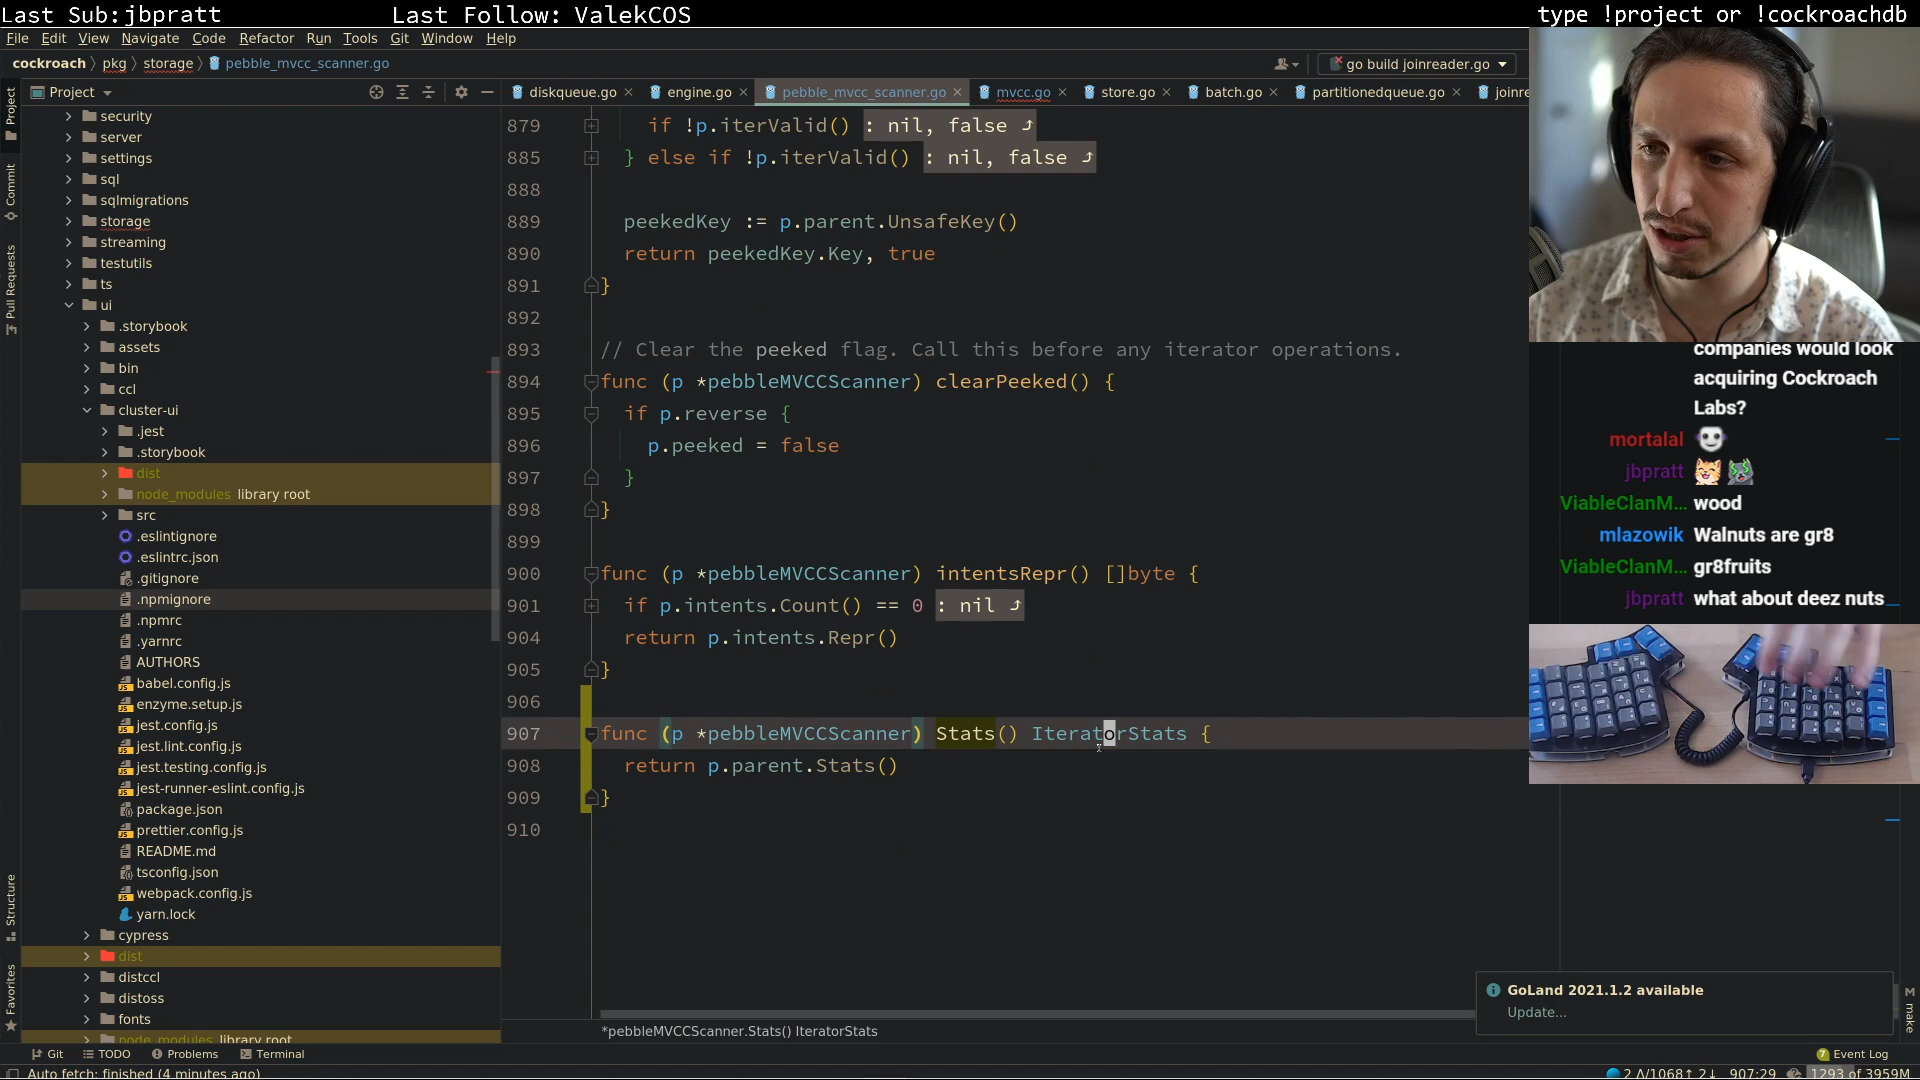 Last Sub:jbpratt
Last Follow: ValekCOS
type !project or !cockroachdb
File Edit View Navigate Code Refactor Run Tools Git Window Help
cockroach pkg storage pebble_mvcc_scanner.go
go build joinreader.go
Project
diskqueue.go
engine.go
pebble_mvcc_scanner.go
mvcc.go
store.go
batch.go
partitionedqueue.go
joinre
Project
Commit
Pull Requests
Structure
Favorites
security
server
settings
sql
sqlmigrations
storage
streaming
testutils
ts
ui
.storybook
assets
bin
ccl
cluster-ui
.jest
.storybook
dist
node_modules library root
src
.eslintignore
.eslintrc.json
.gitignore
.npmignore
.npmrc
.yarnrc
AUTHORS
babel.config.js
enzyme.setup.js
jest.config.js
jest.lint.config.js
jest.testing.config.js
jest-runner-eslint.config.js
package.json
prettier.config.js
README.md
tsconfig.json
webpack.config.js
yarn.lock
cypress
dist
distccl
distoss
fonts
node_modules library root
879 if !p.iterValid() : nil, false
885 } else if !p.iterValid() : nil, false
888
889 peekedKey := p.parent.UnsafeKey()
890 return peekedKey.Key, true
891 }
892
893 // Clear the peeked flag. Call this before any iterator operations.
894 func (p *pebbleMVCCScanner) clearPeeked() {
895 if p.reverse {
896 p.peeked = false
897 }
898 }
899
900 func (p *pebbleMVCCScanner) intentsRepr() []byte {
901 if p.intents.Count() == 0 : nil
904 return p.intents.Repr()
905 }
906
907 func (p *pebbleMVCCScanner) Stats() IteratorStats {
908 return p.parent.Stats()
909 }
910
*pebbleMVCCScanner.Stats() IteratorStats
companies would look
acquiring Cockroach
Labs?
mortalal
jbpratt
ViableClanM... wood
mlazowik Walnuts are gr8
ViableClanM... gr8fruits
jbpratt what about deez nuts
GoLand 2021.1.2 available
Update...
M make
Git TODO Problems Terminal
7 Event Log
Auto fetch: finished (4 minutes ago)
2 Δ/1068↑ 2↓ 907:29 1293 of 3959M